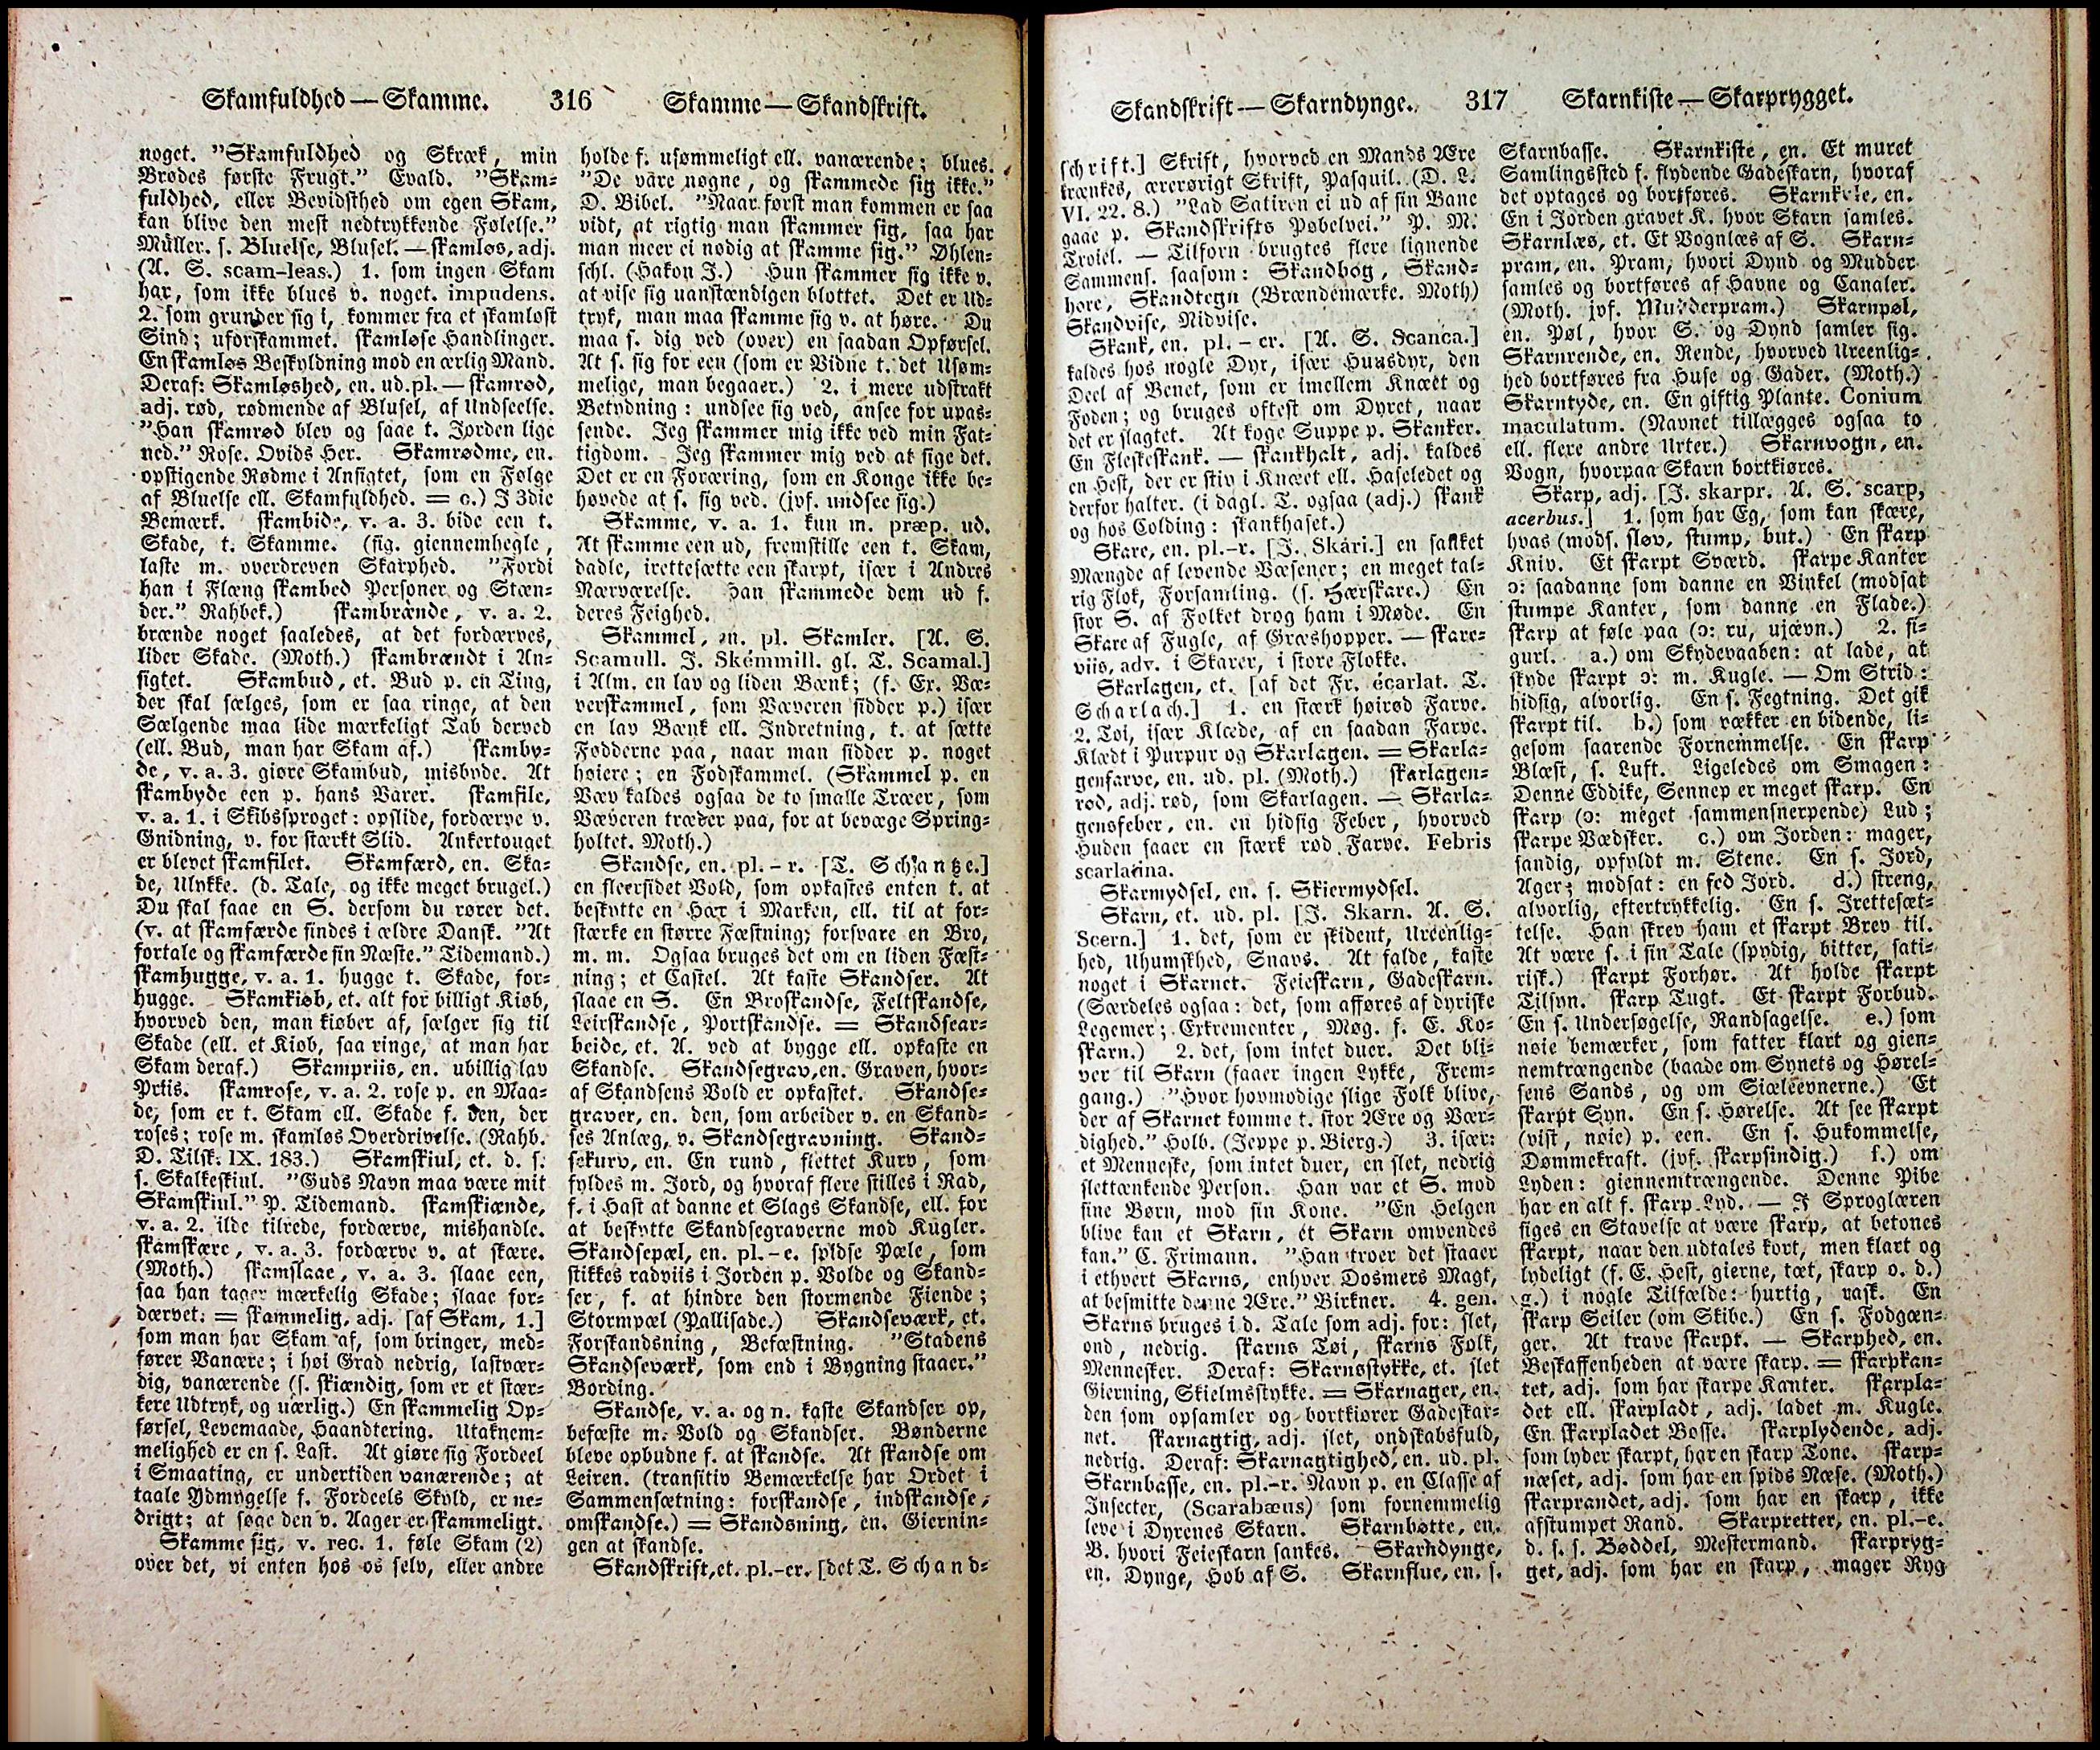 Skamfuldhed — Skamme. 316 Skamme — Skandskrift.
noget. "Skamfuldhed og Skræk, min
Brødes første Frugt." Evald. "Skam-
fuldhed, eller Bevidsthed om egen Skam,
kan blive den mest nedtrykkende Følelse."
Müller. s. Bluelse, Blusel. — skamløs, adj.
(A. S. scam-leas.) 1. som ingen Skam
har, som ikke blues v. noget. impudens.
2. som grunder sig i, kommer fra et skamløst
Sind; uforskammet. skamløse Handlinger.
En skamløs Beskyldning mod en ærlig Mand.
Deraf: Skamløshed, en. ud. pl. — skamrød,
adj. rød, rødmende af Blusel, af Undseelse.
"Han skamrød blev og saae t. Jorden lige
ned." Rose. Ovids Her. Skamrødme, en.
opstigende Rødme i Ansigtet, som en Følge
af Bluelse ell. Skamfuldhed. = c.) I 3die
Bemærk. skambide, v. a. 3. bide een t.
Skade, t. Skamme. (fig. giennemhegle,
laste m. overdreven Skarphed. "Fordi
han i Flæng skambed Personer og Stæn-
der." Rahbek.) skambrænde, v. a. 2.
brænde noget saaledes, at det fordærves,
lider Skade. (Moth.) skambrændt i An-
sigtet. Skambud, et. Bud p. en Ting,
der skal sælges, som er saa ringe, at den
Sælgende maa lide mærkeligt Tab derved
(ell. Bud, man har Skam af.) skamby-
de, v. a. 3. giøre Skambud, misbyde. At
skambyde een p. hans Varer. skamfile,
v. a. 1. i Skibssproget: opslide, fordærve v.
Gnidning, v. for stærkt Slid. Ankertouget
er blevet skamfilet. Skamfærd, en. Ska-
de, Ulykke. (d. Tale, og ikke meget brugel.)
Du skal faae en S. dersom du rører det.
(v. at skamfærde findes i ældre Dansk. "At
fortale og skamfærde sin Næste." Tidemand.)
skamhugge, v. a. 1. hugge t. Skade, for-
hugge. Skamkiøb, et. alt for billigt Kiøb,
hvorved den, man kiøber af, sælger sig til
Skade (ell. et Kiøb, saa ringe, at man har
Skam deraf.) Skampriis, en. ubillig lav
Priis. skamrose, v. a. 2. rose p. en Maa-
de, som er t. Skam ell. Skade f. den, der
roses; rose m. skamløs Overdrivelse. (Rahb.
D. Tilsk. IX. 183.) Skamskiul, et. d. s.
s. Skalkeskiul. "Guds Navn maa være mit
Skamskiul." P. Tidemand. skamskiænde,
v. a. 2. ilde tilrede, fordærve, mishandle.
skamskære, v. a. 3. fordærve v. at skære.
(Moth.) skamslaae, v. a. 3. slaae een,
saa han tager mærkelig Skade; slaae for-
dærvet. = skammelig, adj. [af Skam, 1.]
som man har Skam af, som bringer, med-
fører Vanære; i høi Grad nedrig, lastvær-
dig, vanærende (s. skiændig, som er et stær-
kere Udtryk, og uærlig.) En skammelig Op-
førsel, Levemaade, Haandtering. Utaknem-
melighed er en s. Last. At giøre sig Fordeel
i Smaating, er undertiden vanærende; at
taale Ydmygelse f. Fordeels Skyld, er ne-
drigt; at søge den v. Aager er skammeligt.
Skamme sig, v. rec. 1. føle Skam (2)
over det, vi enten hos os selv, eller andre
holde f. usømmeligt ell. vanærende; blues.
"De vare nøgne, og skammede sig ikke."
D. Bibel. "Naar først man kommen er saa
vidt, at rigtig man skammer sig, saa har
man meer ei nødig at skamme sig." Øhlen-
schl. (Hakon J.) Hun skammer sig ikke v.
at vise sig uanstændigen blottet. Det er Ud-
tryk, man maa skamme sig v. at høre. Du
maa s. dig ved (over) en saadan Opførsel.
At s. sig for een (som er Vidne t. det Usøm-
melige, man begaaer.) 2. i mere udstrakt
Betydning: undsee sig ved, ansee for upas-
sende. Jeg skammer mig ikke ved min Fat-
tigdom. Jeg skammer mig ved at sige det.
Det er en Foræring, som en Konge ikke be-
høvede at s. sig ved. (jvf. undsee sig.)
Skamme, v. a. 1. kun m. præp. ud.
At skamme een ud, fremstille een t. Skam,
dadle, irettesætte een skarpt, især i Andres
Nærværelse. Han skammede dem ud f.
deres Feighed.
Skammel, en. pl. Skamler. [A. S.
Scamull. J. Skémmill. gl. T. Scamal.]
i Alm. en lav og liden Bænk; (f. Ex. Væ-
verskammel, som Væveren sidder p.) især
en lav Bænk ell. Indretning, t. at sætte
Fødderne paa, naar man sidder p. noget
høiere; en Fodskammel. (Skammel p. en
Væv kaldes ogsaa de to smalle Træer, som
Væveren træder paa, for at bevæge Spring-
holtet. Moth.)
Skandse, en. pl. - r. [T. Schantze.]
en fleersidet Vold, som opkastes enten t. at
beskytte en Hær i Marken, ell. til at for-
stærke en større Fæstning; forsvare en Bro,
m. m. Ogsaa bruges det om en liden Fæst-
ning; et Castel. At kaste Skandser. At
slaae en S. En Broskandse, Feltskandse,
Leirskandse, Portskandse. = Skandsear-
beide, et. A. ved at bygge ell. opkaste en
Skandse. Skandsegrav, en. Graven, hvor-
af Skandsens Vold er opkastet. Skandse-
graver, en. den, som arbeider v. en Skand-
ses Anlæg, v. Skandsegravning. Skand-
sekurv, en. En rund, flettet Kurv, som
fyldes m. Jord, og hvoraf flere stilles i Rad,
f. i Hast at danne et Slags Skandse, ell. for
at beskytte Skandsegraverne mod Kugler.
Skandsepæl, en. pl. - e. spidse Pæle, som
stikkes radviis i Jorden p. Volde og Skand-
ser, f. at hindre den stormende Fiende;
Stormpæl (Pallisade.) Skandseværk, et.
Forskandsning, Befæstning. "Stadens
Skandseværk, som end i Bygning staaer."
Bording.
Skandse, v. a. og n. kaste Skandser op,
befæste m. Vold og Skandser. Bønderne
bleve opbudne f. at skandse. At skandse om
Leiren. (transitiv Bemærkelse har Ordet i
Sammensætning: forskandse, indskandse,
omskandse.) = Skandsning, en. Giernin-
gen at skandse.
Skandskrift, et. pl.-er. [det T. Schand-
Skandskrift — Skarndynge. 317 Skarnkiste — Skarprygget.
schrift.] Skrift, hvorved en Mands Ære
krænkes, ærerørigt Skrift, Pasquil. (D. L.
VI. 22. 8.) "Lad Satiren ei ud af sin Bane
gaae p. Skandskrifts Pøbelvei." P. M.
Troiel. — Tilforn brugtes flere lignende
Sammens. saasom: Skandbog, Skand-
hore, Skandtegn (Brændemærke. Moth)
Skandvise, Nidvise.
Skank, en. pl. - er. [A. S. Scanca.]
kaldes hos nogle Dyr, især Huusdyr, den
Deel af Benet, som er imellem Knæet og
Foden; og bruges oftest om Dyret, naar
det er slagtet. At koge Suppe p. Skanker.
En Fleskeskank. — skankhalt, adj. kaldes
en Hest, der er stiv i Knæet ell. Haseledet og
derfor halter. (i dagl. T. ogsaa (adj.) skank
og hos Colding: skankhaset.)
Skare, en. pl.-r. [J. Skári.] en samlet
Mængde af levende Væsener; en meget tal-
rig Flok, Forsamling. (s. Hærskare.) En
stor S. af Folket drog ham i Møde. En
Skare af Fugle, af Græshopper. — skare-
viis, adv. i Skarer, i store Flokke.
Skarlagen, et. [af det Fr. écarlat. T.
Scharlach.] 1. en stærk høirød Farve.
2. Tøi, især Klæde, af en saadan Farve.
Klædt i Purpur og Skarlagen. = Skarla-
genfarve, en. ud. pl. (Moth.) skarlagen-
rød, adj. rød, som Skarlagen. — Skarla-
gensfeber, en. en hidsig Feber, hvorved
Huden faaer en stærk rød Farve. Febris
scarlatina.
Skarmydsel, en. s. Skiermydsel.
Skarn, et. ud. pl. [J. Skarn. A. S.
Scern.] 1. det, som er skident, Ureenlig-
hed, Uhumskhed, Snavs. At falde, kaste
noget i Skarnet. Feieskarn, Gadeskarn.
(Særdeles ogsaa: det, som afføres af dyriske
Legemer; Exkrementer, Møg. f. E. Ko-
skarn.) 2. det, som intet duer. Det bli-
ver til Skarn (faaer ingen Lykke, Frem-
gang.) "Hvor hovmodige slige Folk blive,
der af Skarnet komme t. stor Ære og Vær-
dighed." Holb. (Jeppe p. Bierg.) 3. især:
et Menneske, som intet duer, en slet, nedrig
slettænkende Person. Han var et S. mod
sine Børn, mod sin Kone. "En Helgen
blive kan et Skarn, ét Skarn omvendes
kan." C. Frimann. "Han troer det staaer
i ethvert Skarns, enhver Dosmers Magt,
at besmitte denne Ære." Birkner. 4. gen.
Skarns bruges i d. Tale som adj. for: slet,
ond, nedrig. skarns Tøi, skarns Folk,
Mennesker. Deraf: Skarnsstykke, et. slet
Gierning, Skielmsstykke. = Skarnager, en.
den som opsamler og bortkiører Gadeskar-
net. skarnagtig, adj. slet, ondskabsfuld,
nedrig. Deraf: Skarnagtighed, en. ud. pl.
Skarnbasse, en. pl.-r. Navn p. en Classe af
Insecter, (Scarabæus) som fornemmelig
leve i Dyrenes Skarn. Skarnbøtte, en.
B. hvori Feieskarn sankes. Skarndynge,
en. Dynge, Hob af S. Skarnflue, en. s.
Skarnbasse. Skarnkiste, en. Et muret
Samlingssted f. flydende Gadeskarn, hvoraf
det optages og bortføres. Skarnkule, en.
En i Jorden gravet K. hvor Skarn samles.
Skarnlæs, et. Et Vognlæs af S. Skarn-
pram, en. Pram, hvori Dynd og Mudder
samles og bortføres af Havne og Canaler.
(Moth. jvf. Mudderpram.) Skarnpøl,
en. Pøl, hvor S. og Dynd samler sig.
Skarnrende, en. Rende, hvorved Ureenlig-
hed bortføres fra Huse og Gader. (Moth.)
Skarntyde, en. En giftig Plante. Conium
maculatum. (Navnet tillægges ogsaa to
ell. flere andre Urter.) Skarnvogn, en.
Vogn, hvorpaa Skarn bortkiøres.
Skarp, adj. [J. skarpr. A. S. scarp,
acerbus.] 1. som har Eg, som kan skære,
hvas (mods. sløv, stump, but.) En skarp
Kniv. Et skarpt Sværd. skarpe Kanter
ɔ: saadanne som danne en Vinkel (modsat
stumpe Kanter, som danne en Flade.)
skarp at føle paa (ɔ: ru, ujævn.) 2. fi-
gurl. a.) om Skydevaaben: at lade, at
skyde skarpt ɔ: m. Kugle. — Om Strid:
hidsig, alvorlig. En s. Fegtning. Det gik
skarpt til. b.) som vækker en bidende, li-
gesom saarende Fornemmelse. En skarp
Blæst, s. Luft. Ligeledes om Smagen:
Denne Eddike, Sennep er meget skarp. En
skarp (ɔ: meget sammensnerpende) Lud;
skarpe Vædsker. c.) om Jorden: mager,
sandig, opfyldt m. Stene. En s. Jord,
Ager; modsat: en fed Jord. d.) streng,
alvorlig, eftertrykkelig. En s. Irettesæt-
telse. Han skrev ham et skarpt Brev til.
At være s. i sin Tale (spydig, bitter, sati-
risk.) skarpt Forhør. At holde skarpt
Tilsyn. skarp Tugt. Et skarpt Forbud.
En s. Undersøgelse, Randsagelse. e.) som
nøie bemærker, som fatter klart og gien-
nemtrængende (baade om Synets og Hørel-
sens Sands, og om Siæleevnerne.) Et
skarpt Syn. En s. Hørelse. At see skarpt
(vist, nøie) p. een. En s. Hukommelse,
Dømmekraft. (jvf. skarpsindig.) f.) om
Lyden: giennemtrængende. Denne Pibe
har en alt f. skarp Lyd. — I Sproglæren
siges en Stavelse at være skarp, at betones
skarpt, naar den udtales kort, men klart og
lydeligt (f. E. Hest, gierne, tæt, skarp o. d.)
g.) i nogle Tilfælde: hurtig, rask. En
skarp Seiler (om Skibe.) En s. Fodgæn-
ger. At trave skarpt. — Skarphed, en.
Beskaffenheden at være skarp. = skarpkan-
tet, adj. som har skarpe Kanter. skarpla-
det ell. skarpladt, adj. ladet m. Kugle.
En skarpladet Bøsse. skarplydende, adj.
som lyder skarpt, har en skarp Tone. skarp-
næset, adj. som har en spids Næse. (Moth.)
skarprandet, adj. som har en skarp, ikke
afstumpet Rand. Skarpretter, en. pl.-e.
d. s. s. Bøddel, Mestermand. skarpryg-
get, adj. som har en skarp, mager Ryg